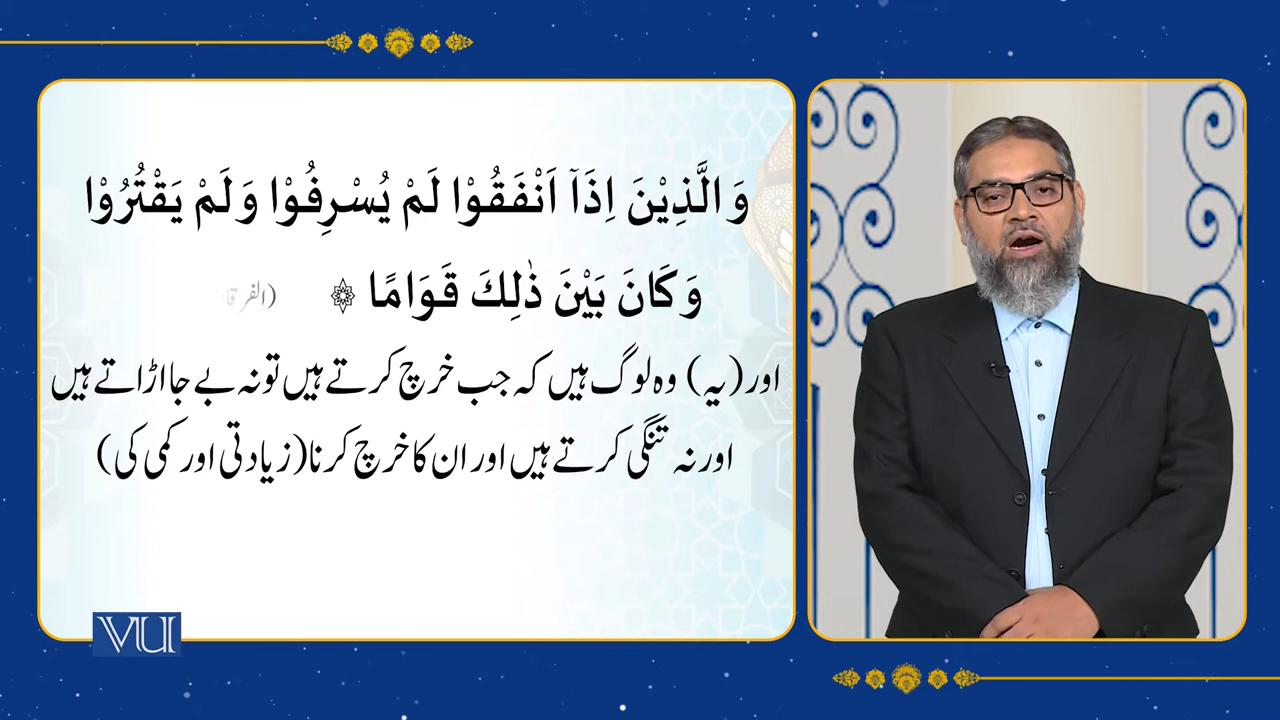 وَالَّذِيْنَ اِذَآ اَنْفَقُوْا لَمْ يُسْرِفُوْا وَلَمْ يَقْتُرُوْا
وَكَانَ بَيْنَ ذٰلِكَ قَوَامًا ۞ (الفرقا
اور (یہ) وہ لوگ ہیں کہ جب خرچ کرتے ہیں تو نہ بے جا اڑاتے ہیں
اور نہ تنگی کرتے ہیں اور ان کا خرچ کرنا (زیادتی اور کمی کی)
VU